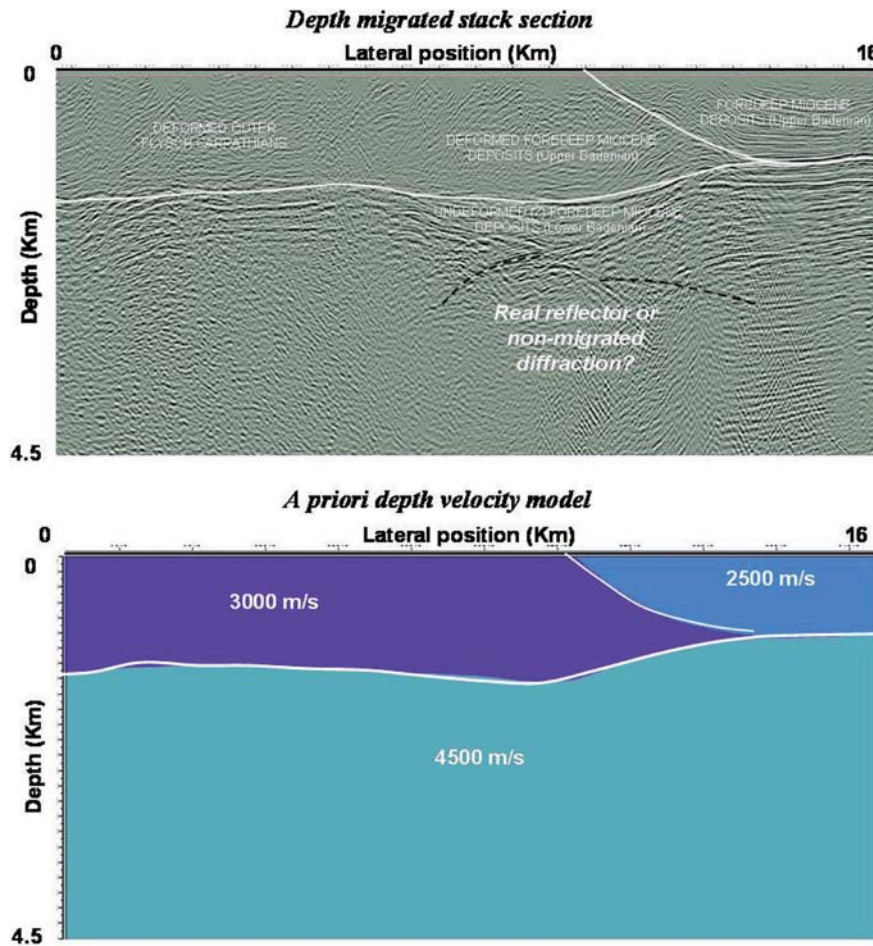 Depth migrated stack section
0
Lateral position (Km)
16
0
FOREDEEP MIOCENE
DEPOSITS (Upper Badenian)
DEFORMED OUTER
FLYSCH CARPATHIANS
DEFORMED FOREDEEP MIOCENE
DEPOSITS (Upper Badenian)
UNDEFORMED (?) FOREDEEP MIOCENE
DEPOSITS (Lower Badenian)
Depth (Km)
Real reflector or
non-migrated
diffraction?
4.5
A priori depth velocity model
0
Lateral position (Km)
16
0
2500 m/s
3000 m/s
Depth (Km)
4500 m/s
4.5